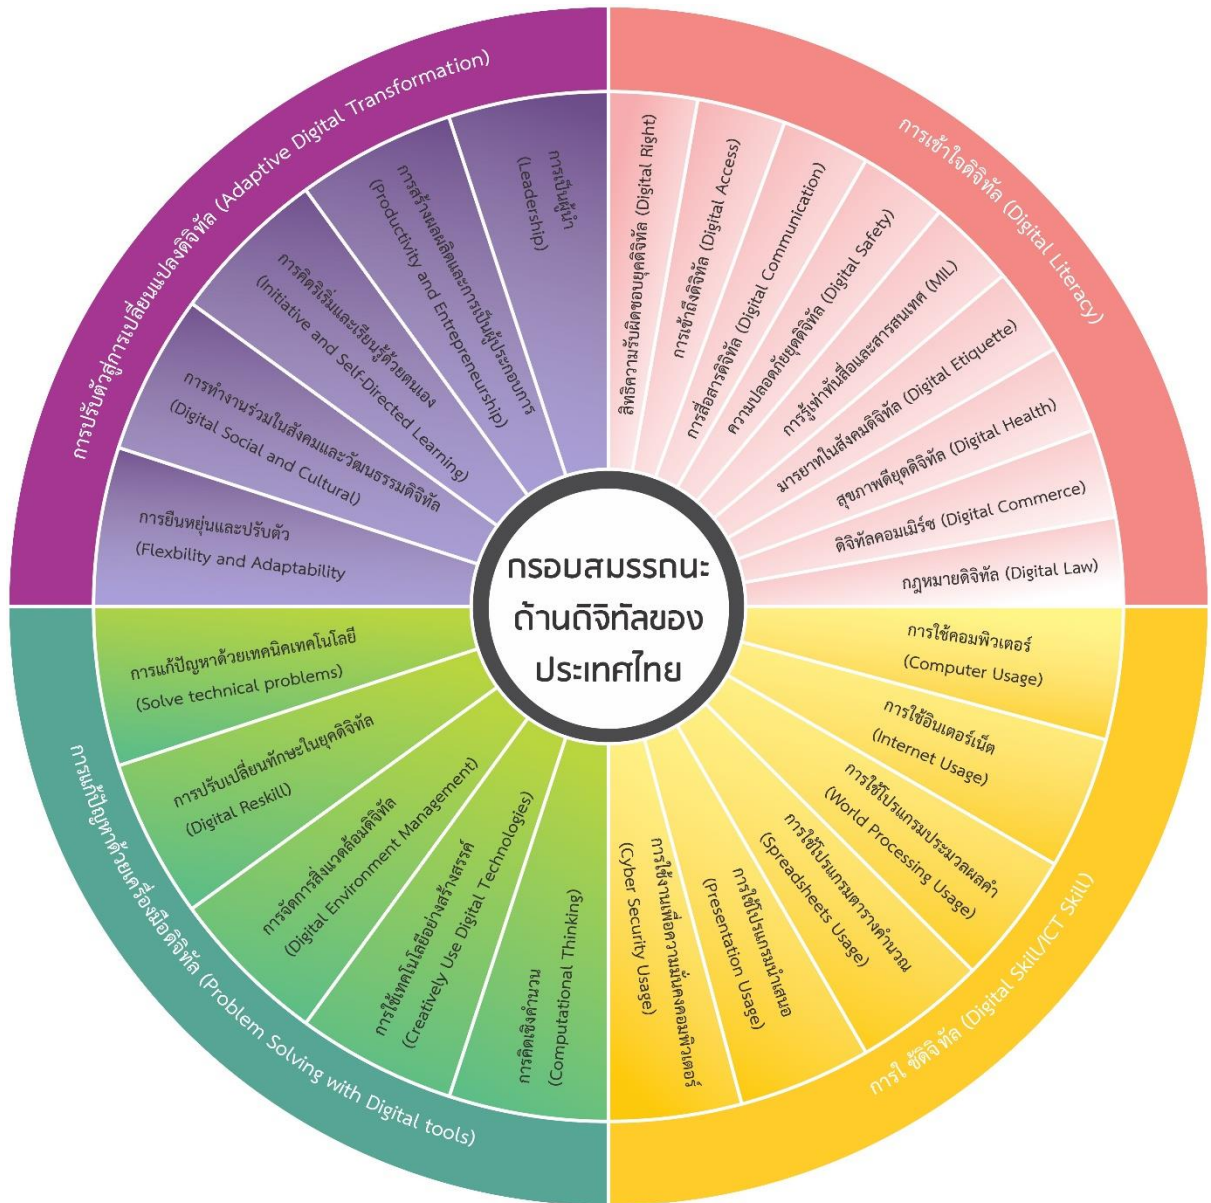 กรอบสมรรถนะ
ด้านดิจิทัลของ
ประเทศไทย
การเข้าใจดิจิทัล (Digital Literacy)
สิทธิความรับผิดชอบยุคดิจิทัล (Digital Right)
การเข้าถึงดิจิทัล (Digital Access)
การสื่อสารดิจิทัล (Digital Communication)
ความปลอดภัยยุคดิจิทัล (Digital Safety)
การรู้เท่าทันสื่อและสารสนเทศ (MIL)
มารยาทในสังคมดิจิทัล (Digital Etiquette)
สุขภาพดียุคดิจิทัล (Digital Health)
ดิจิทัลคอมเมิร์ซ (Digital Commerce)
กฎหมายดิจิทัล (Digital Law)
การใ ช้ดิจิทัล (Digital Skill/ICT Skill)
การใช้คอมพิวเตอร์
(Computer Usage)
การใช้อินเตอร์เน็ต
(Internet Usage)
การใช้โปรแกรมประมวลผลคำ
(World Processing Usage)
การใช้โปรแกรมตารางคำนวณ
(Spreadsheets Usage)
การใช้โปรแกรมนำเสนอ
(Presentation Usage)
การใช้งานเพื่อความมั่นคงคอมพิวเตอร์
(Cyber Security Usage)
การแก้ปัญหาด้วยเครื่องมือดิจิทัล (Problem Solving with Digital tools)
การคิดเชิงคำนวน
(Computational Thinking)
การใช้เทคโนโลยีอย่างสร้างสรรค์
(Creatively Use Digital Technologies)
การจัดการสิ่งแวดล้อมดิจิทัล
(Digital Environment Management)
การปรับเปลี่ยนทักษะในยุคดิจิทัล
(Digital Reskill)
การแก้ปัญหาด้วยเทคนิคเทคโนโลยี
(Solve technical problems)
การปรับตัวสู่การเปลี่ยนแปลงดิจิทัล (Adaptive Digital Transformation)
การยืนหยุ่นและปรับตัว
(Flexbility and Adaptability
การทำงานร่วมในสังคมและวัฒนธรรมดิจิทัล
(Digital Social and Cultural)
การคิดริเริ่มและเรียนรู้ด้วยตนเอง
(Initiative and Self-Directed Learning)
การสร้างผลผลิตและการเป็นผู้ประกอบการ
(Productivity and Entrepreneurship)
การเป็นผู้นำ
(Leadership)